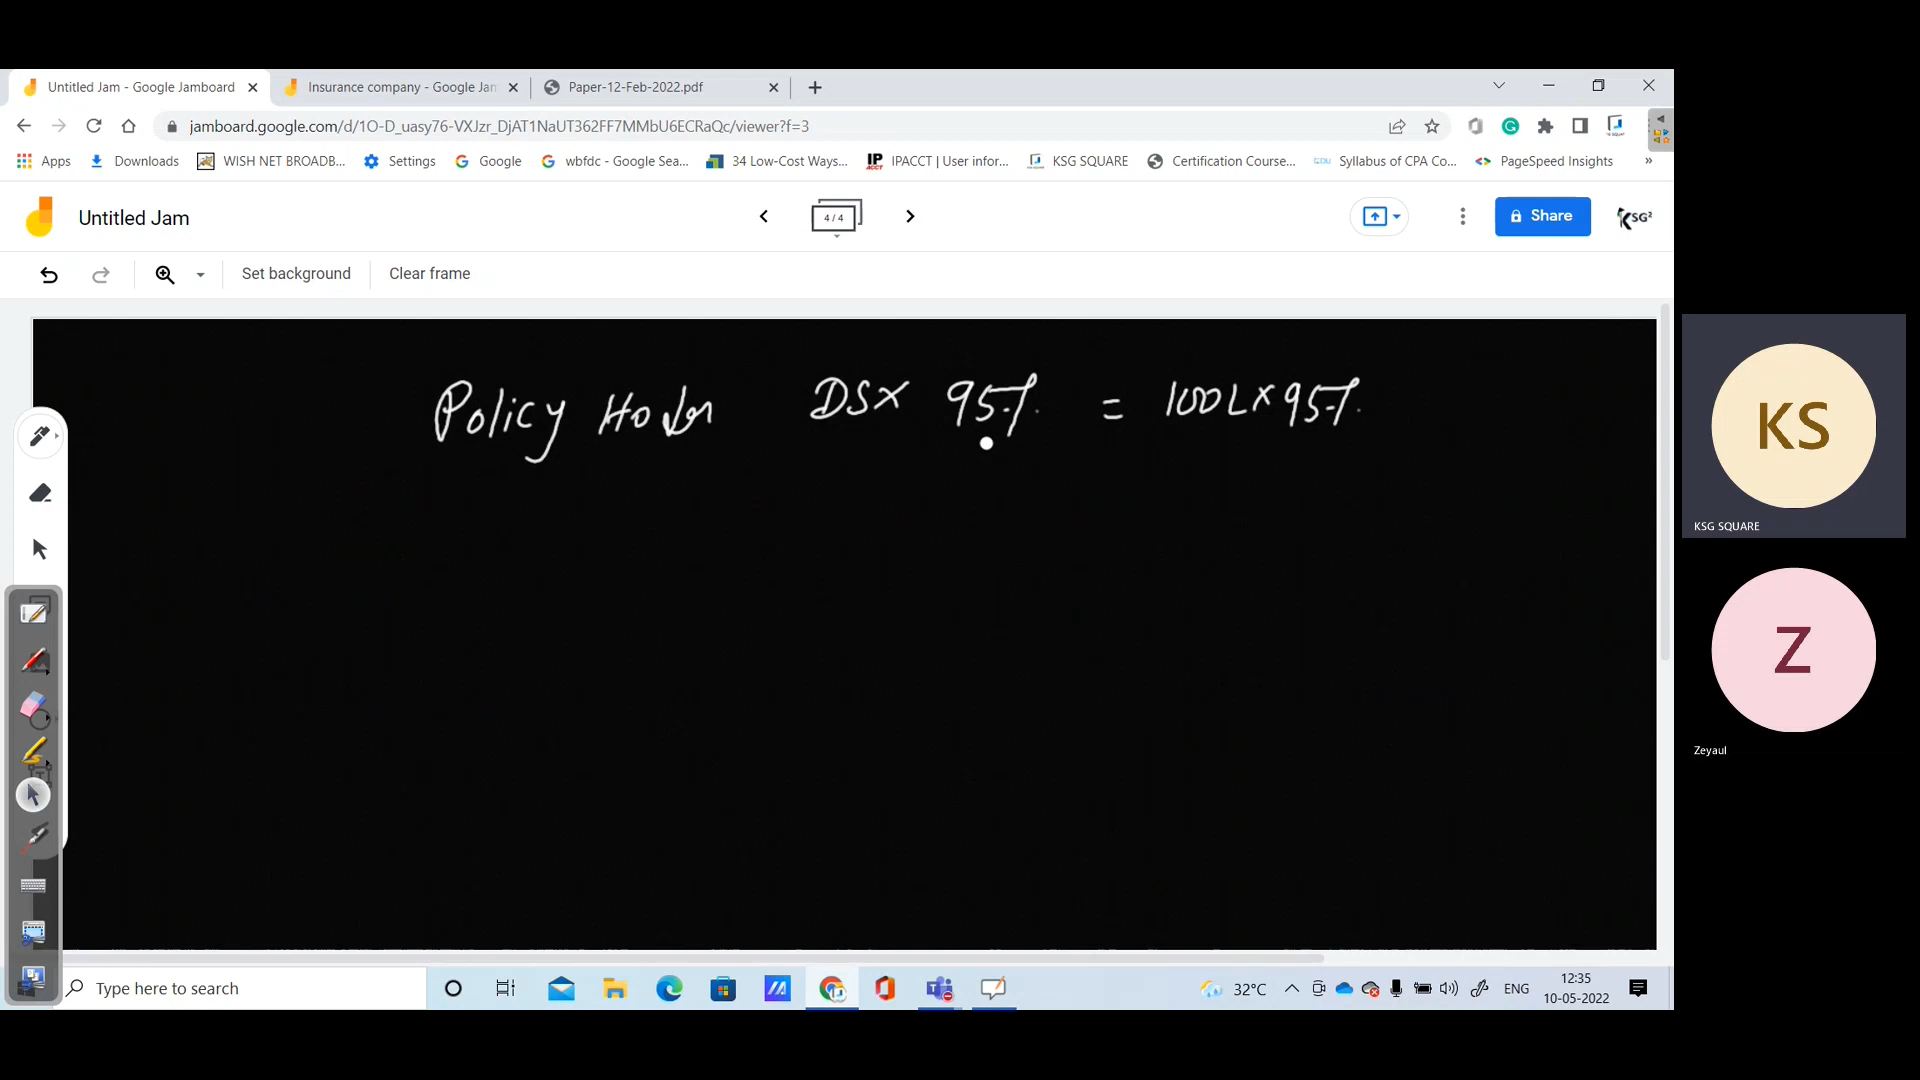 Untitled Jam - Google Jamboard
Insurance company - Google Jam
Paper-12-Feb-2022.pdf
jamboard.google.com/d/1O-D_uasy76-VXJzr_DjAT1NaUT362FF7MMbU6ECRaQc/viewer?f=3
Apps Downloads WISH NET BROADB... Settings Google wbfdc - Google Sea... 34 Low-Cost Ways... IPACCT | User infor... KSG SQUARE Certification Course... Syllabus of CPA Co... PageSpeed Insights »
Untitled Jam
4 / 4
Share
KSG²
Set background Clear frame
Policy DSX 95% = 100L X 95%
KS
KSG SQUARE
Z
Zeyaul
Type here to search
32°C
ENG
12:35
10-05-2022